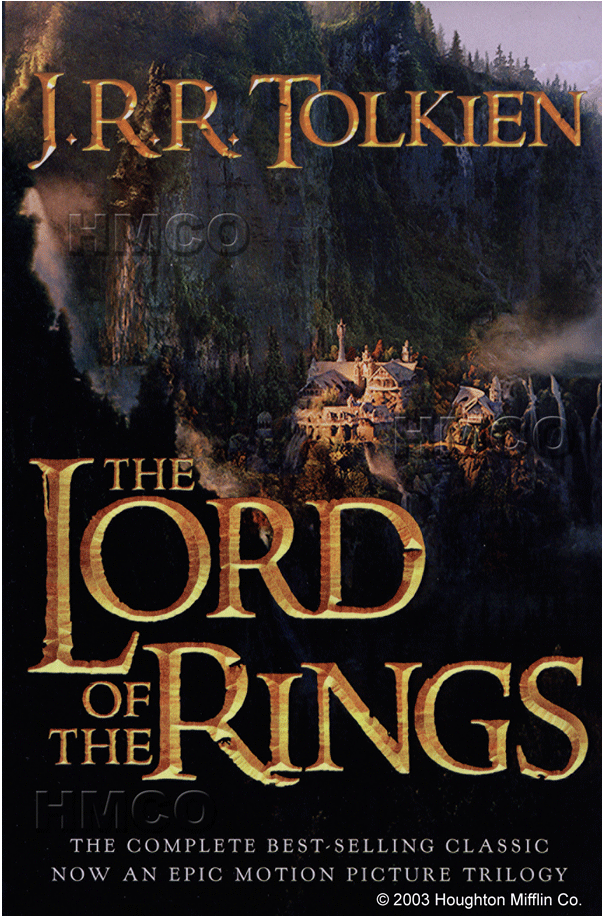 J.R.R. TOLKIEN
HMCO
HMCO
THE
LORD
OF THE
RINGS
HMCO
THE COMPLETE BEST-SELLING CLASSIC
NOW AN EPIC MOTION PICTURE TRILOGY
© 2003 Houghton Mifflin Co.